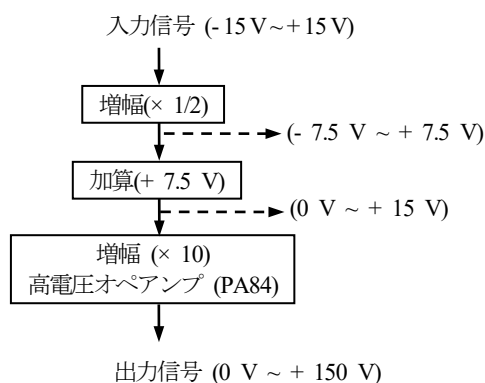 入力信号 (- 15 V ~ + 15 V)
増幅(× 1/2)
(- 7.5 V ~ + 7.5 V)
加算(+ 7.5 V)
(0 V ~ + 15 V)
増幅 (× 10)
高電圧オペアンプ (PA84)
出力信号 (0 V ~ + 150 V)